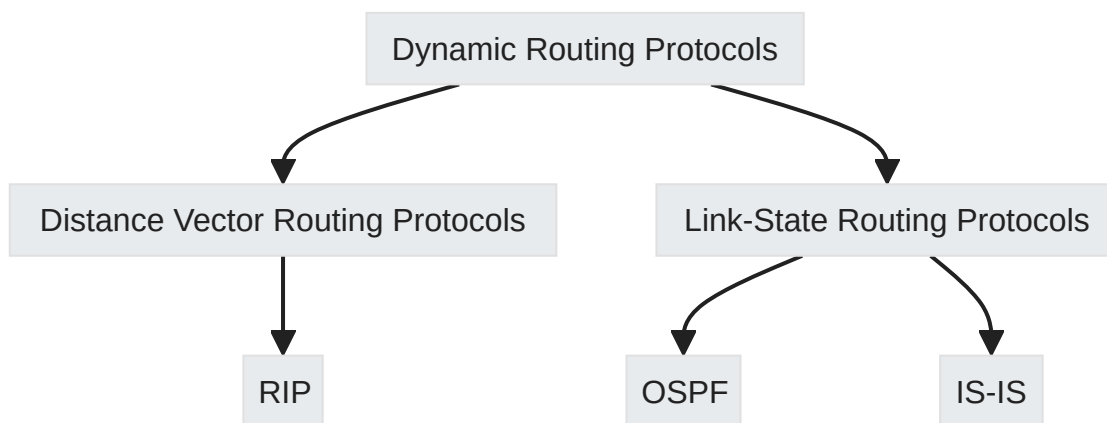 Dynamic Routing Protocols
Distance Vector Routing Protocols
Link-State Routing Protocols
RIP
OSPF
IS-IS